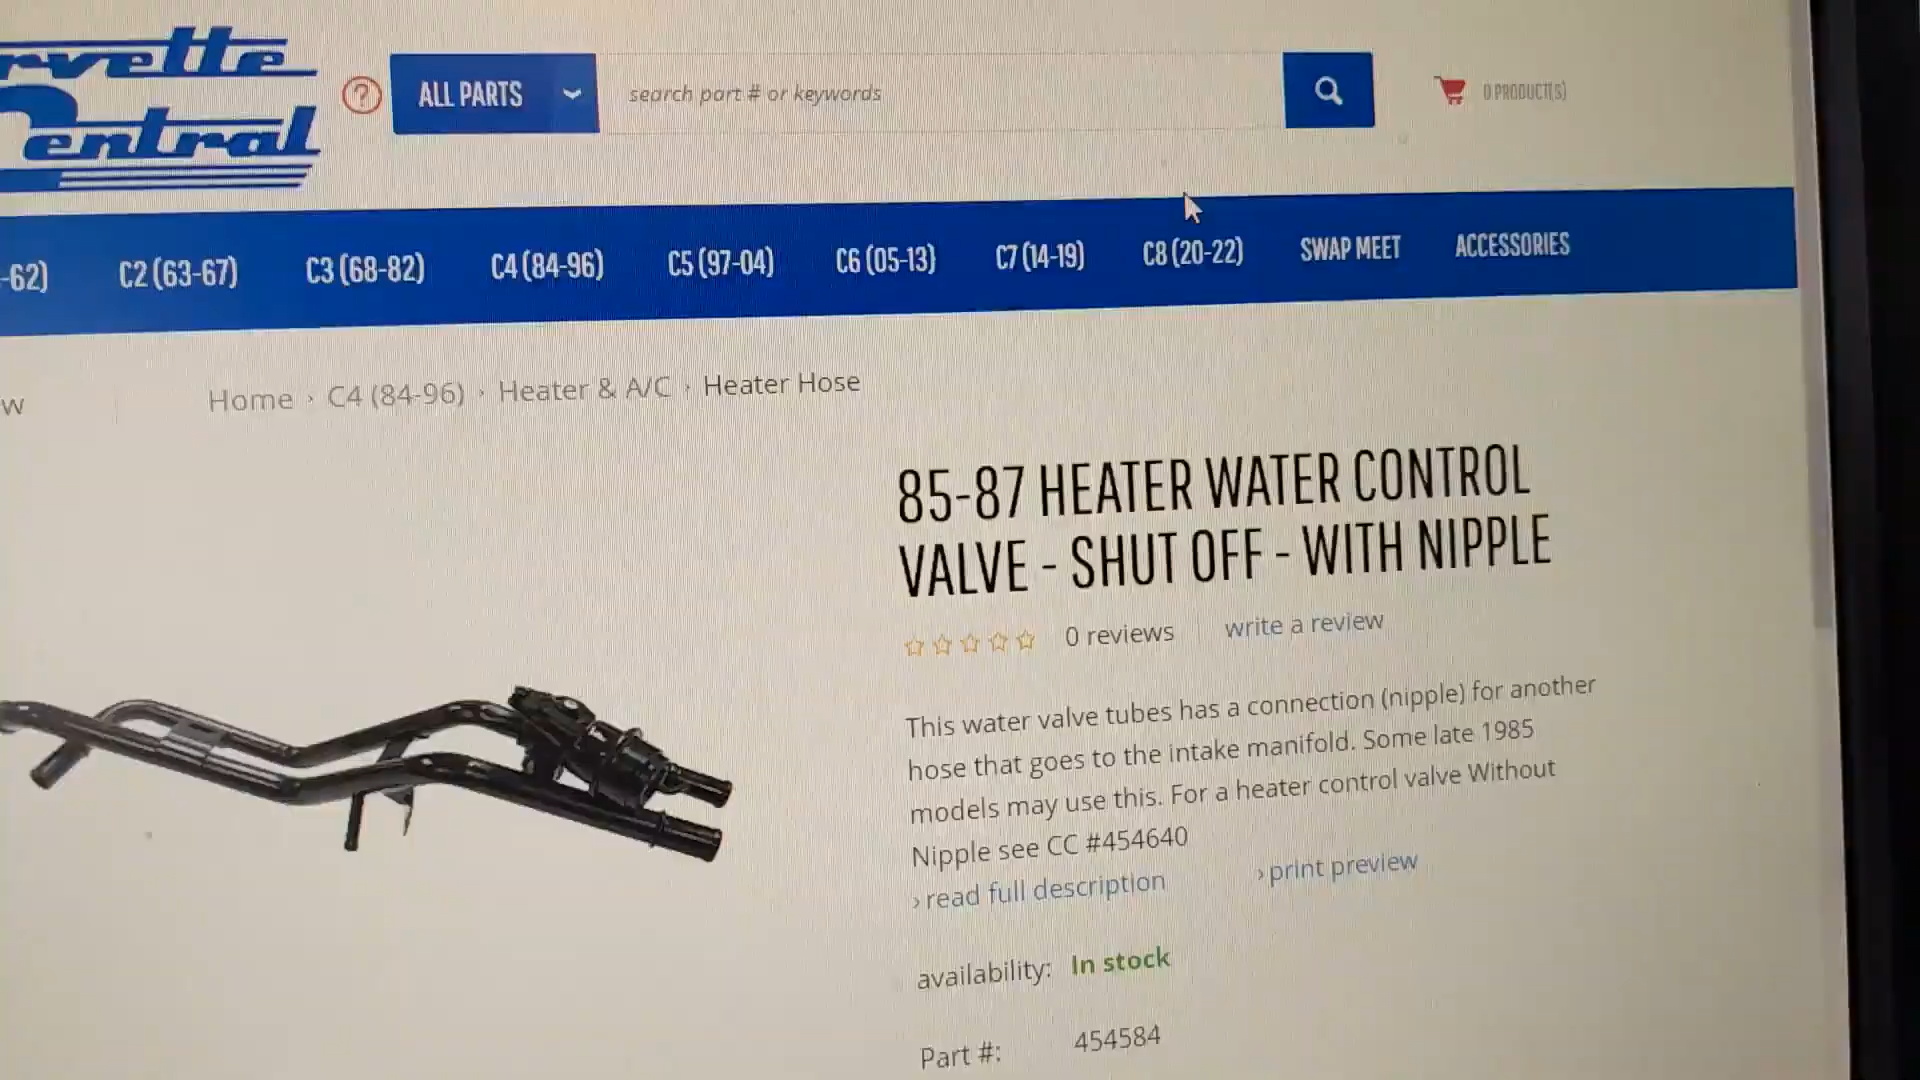 rvette
Central
?
ALL PARTS
search part # or keywords
0 PRODUCT(S)
-62)
C2 (63-67)
C3 (68-82)
C4 (84-96)
C5 (97-04)
C6 (05-13)
C7 (14-19)
C8 (20-22)
SWAP MEET
ACCESSORIES
w
Home › C4 (84-96) › Heater & A/C › Heater Hose
85-87 HEATER WATER CONTROL
VALVE - SHUT OFF - WITH NIPPLE
0 reviews
write a review
This water valve tubes has a connection (nipple) for another
hose that goes to the intake manifold. Some late 1985
models may use this. For a heater control valve Without
Nipple see CC #454640
› read full description
› print preview
availability: In stock
Part #: 454584